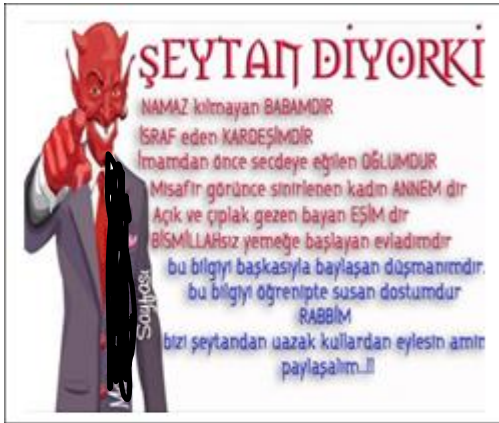 ŞEYTAN DİYORKİ
NAMAZ kılmayan BABAMDIR
İSRAF eden KARDEŞİMDİR
İmamdan önce secdeye eğilen OĞLUMDUR
Misafir görünce sinirlenen kadın ANNEM dir
Açık ve çıplak gezen bayan EŞİM dir
BİSMİLLAHsız yemeğe başlayan evladımdır
bu bilgiyi başkasıyla baylaşan düşmanımdır.
bu bilgiyi öğrenipte susan dostumdur
RABBİM
bizi şeytandan uazak kullardan eylesin amin
paylaşalım..!!